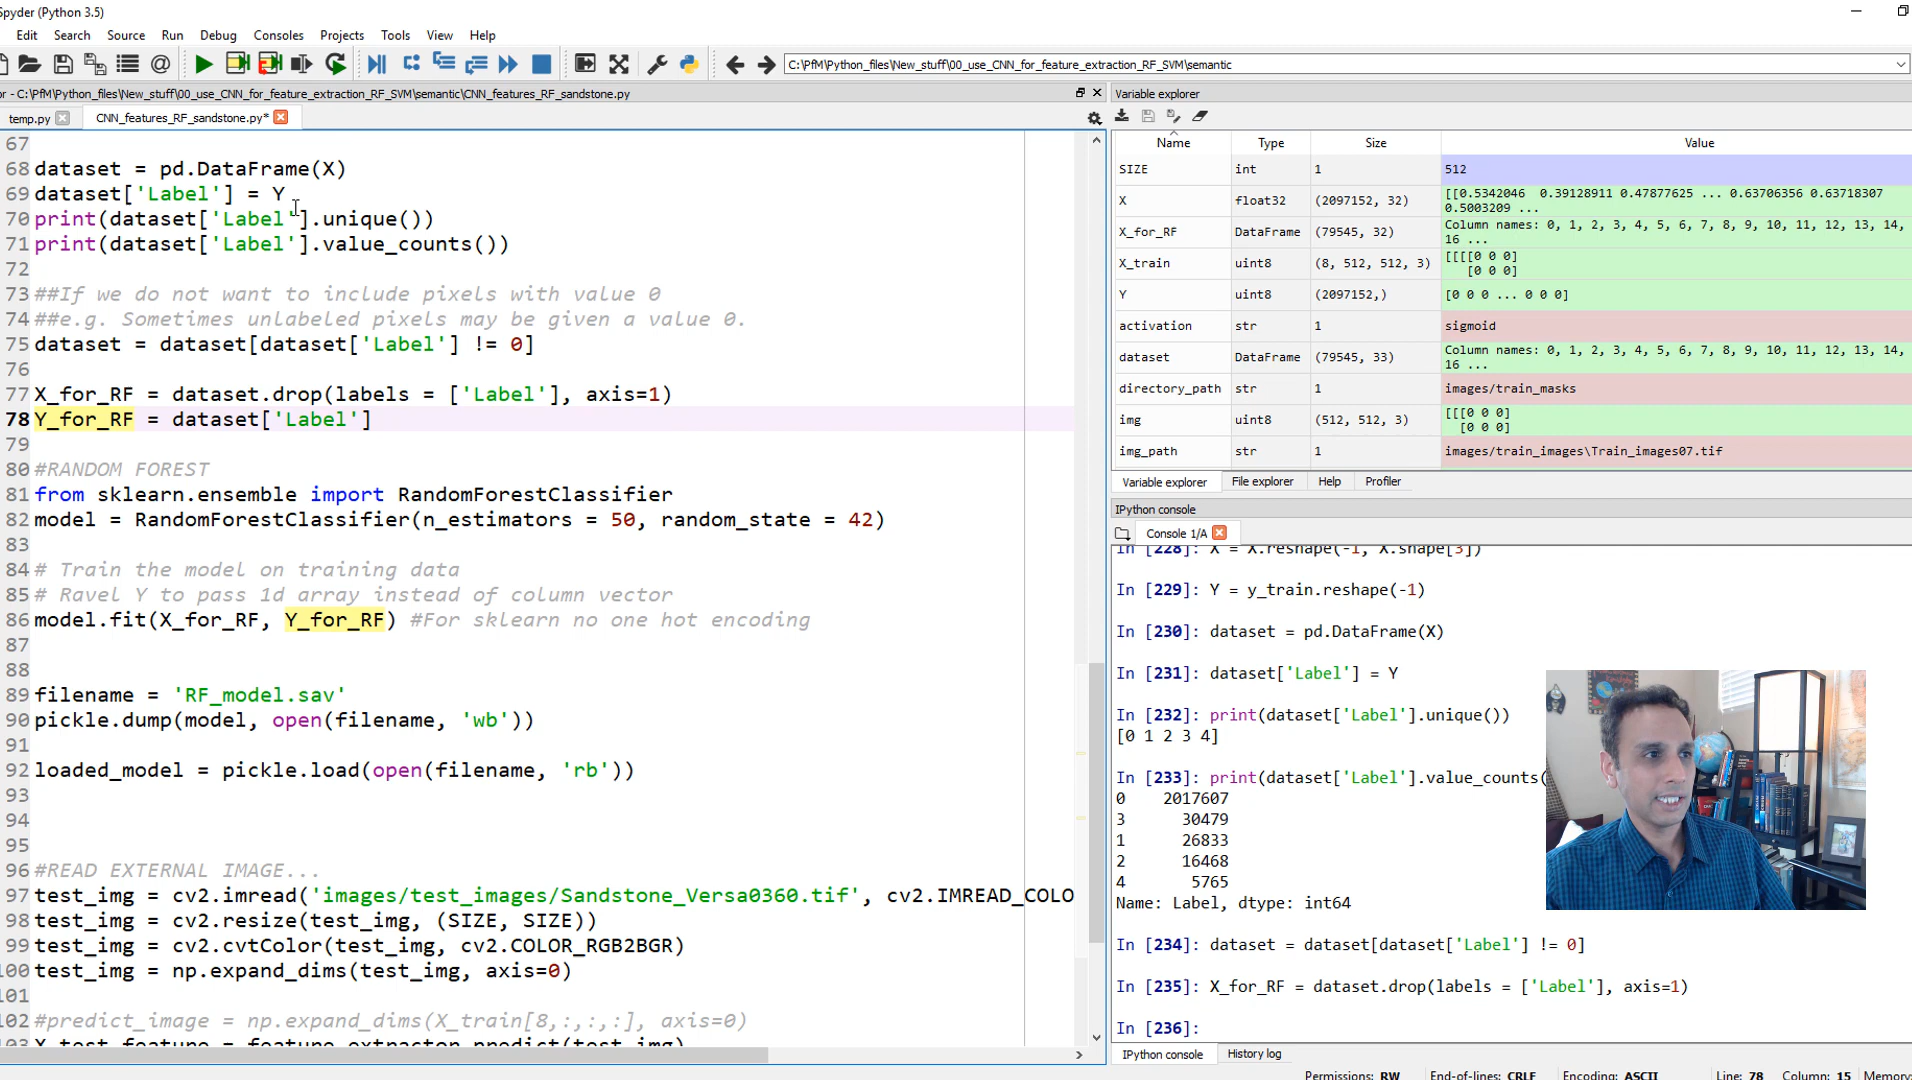 Spyder (Python 3.5)
Edit Search Source Run Debug Consoles Projects Tools View Help
C:\PfM\Python_files\New_stuff\00_use_CNN_for_feature_extraction_RF_SVM\semantic
or - C:\PfM\Python_files\New_stuff\00_use_CNN_for_feature_extraction_RF_SVM\semantic\CNN_features_RF_sandstone.py
temp.py CNN_features_RF_sandstone.py*
67
68 dataset = pd.DataFrame(X)
69 dataset['Label'] = Y
70 print(dataset['Label'].unique())
71 print(dataset['Label'].value_counts())
72
73 ##If we do not want to include pixels with value 0
74 ##e.g. Sometimes unlabeled pixels may be given a value 0.
75 dataset = dataset[dataset['Label'] != 0]
76
77 X_for_RF = dataset.drop(labels = ['Label'], axis=1)
78 Y_for_RF = dataset['Label']
79
80 #RANDOM FOREST
81 from sklearn.ensemble import RandomForestClassifier
82 model = RandomForestClassifier(n_estimators = 50, random_state = 42)
83
84 # Train the model on training data
85 # Ravel Y to pass 1d array instead of column vector
86 model.fit(X_for_RF, Y_for_RF) #For sklearn no one hot encoding
87
88
89 filename = 'RF_model.sav'
90 pickle.dump(model, open(filename, 'wb'))
91
92 loaded_model = pickle.load(open(filename, 'rb'))
93
94
95
96 #READ EXTERNAL IMAGE...
97 test_img = cv2.imread('images/test_images/Sandstone_Versa0360.tif', cv2.IMREAD_COLO
98 test_img = cv2.resize(test_img, (SIZE, SIZE))
99 test_img = cv2.cvtColor(test_img, cv2.COLOR_RGB2BGR)
100 test_img = np.expand_dims(test_img, axis=0)
101
102 #predict_image = np.expand_dims(X_train[8,:,:,:], axis=0)
103 X_test_feature = feature_extractor.predict(test_img)
Variable explorer
Name Type Size Value
SIZE int 1 512
X float32 (2097152, 32) [[0.5342046 0.39128911 0.47877625 ... 0.63706356 0.63718307
0.5003209 ...
X_for_RF DataFrame (79545, 32) Column names: 0, 1, 2, 3, 4, 5, 6, 7, 8, 9, 10, 11, 12, 13, 14,
16 ...
X_train uint8 (8, 512, 512, 3) [[[[0 0 0]
[0 0 0]
Y uint8 (2097152,) [0 0 0 ... 0 0 0]
activation str 1 sigmoid
dataset DataFrame (79545, 33) Column names: 0, 1, 2, 3, 4, 5, 6, 7, 8, 9, 10, 11, 12, 13, 14,
16 ...
directory_path str 1 images/train_masks
img uint8 (512, 512, 3) [[[0 0 0]
[0 0 0]
img_path str 1 images/train_images\Train_images07.tif
Variable explorer File explorer Help Profiler
IPython console
Console 1/A
In [228]: X = X.reshape(-1, X.shape[3])
In [229]: Y = y_train.reshape(-1)
In [230]: dataset = pd.DataFrame(X)
In [231]: dataset['Label'] = Y
In [232]: print(dataset['Label'].unique())
[0 1 2 3 4]
In [233]: print(dataset['Label'].value_counts(
0 2017607
3 30479
1 26833
2 16468
4 5765
Name: Label, dtype: int64
In [234]: dataset = dataset[dataset['Label'] != 0]
In [235]: X_for_RF = dataset.drop(labels = ['Label'], axis=1)
In [236]:
IPython console History log
Permissions: RW End-of-lines: CRLF Encoding: ASCII Line: 78 Column: 15 Memory: